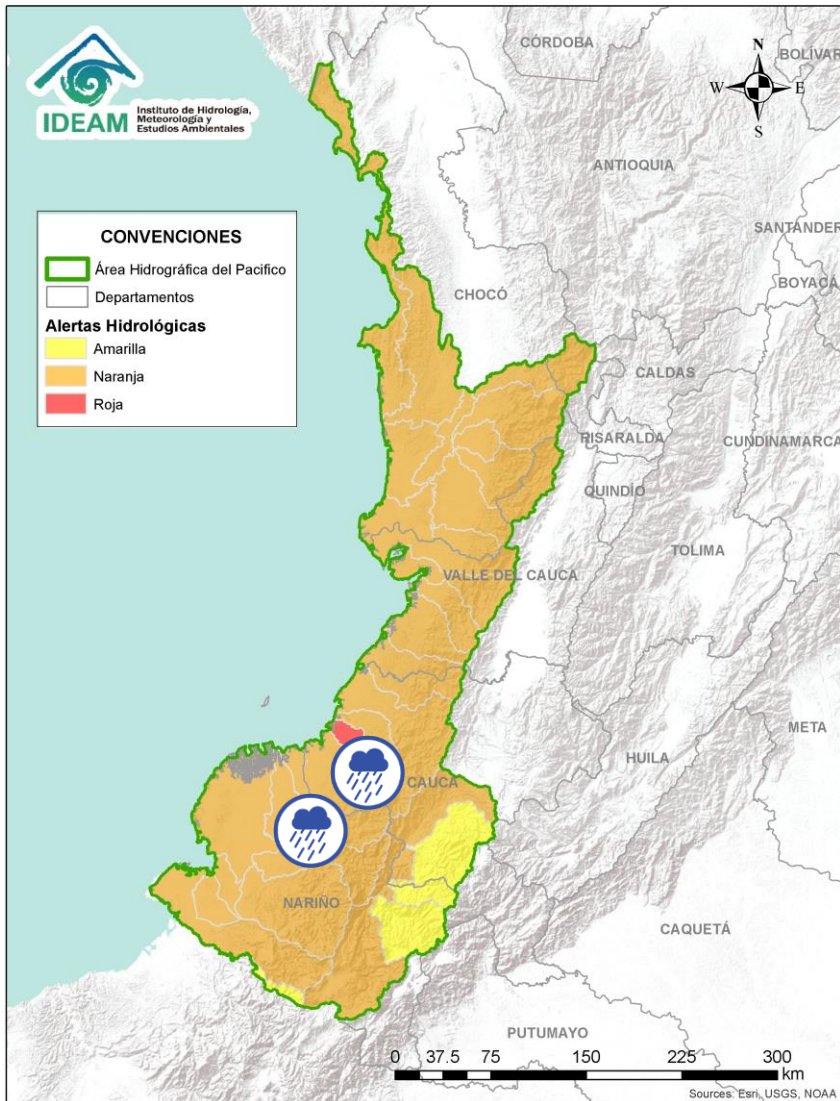 IDEAM
Instituto de Hidrología,
Meteorología y
Estudios Ambientales
CONVENCIONES
Área Hidrográfica del Pacifico
Departamentos
Alertas Hidrológicas
Amarilla
Naranja
Roja
N
W
E
S
CÓRDOBA
BOLÍVAR
ANTIOQUIA
SANTANDER
BOYACÁ
CHOCÓ
CALDAS
RISARALDA
CUNDINAMARCA
QUINDÍO
TOLIMA
VALLE DEL CAUCA
META
HUILA
CAUCA
NARIÑO
CAQUETÁ
PUTUMAYO
0 37.5 75 150 225 300
km
Sources: Esri, USGS, NOAA